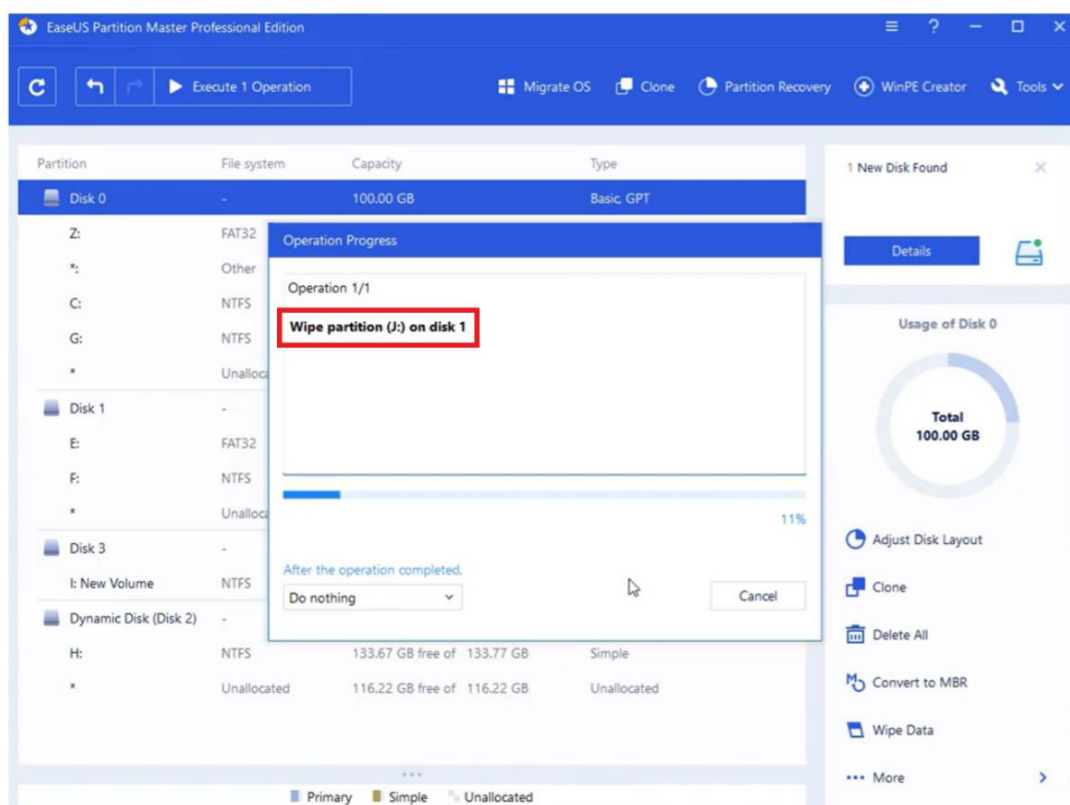 EaseUS Partition Master Professional Edition
Execute 1 Operation
Migrate OS Clone Partition Recovery WinPE Creator Tools
Partition File system Capacity Type
Disk 0 - 100.00 GB Basic, GPT
Z: FAT32
*: Other
C: NTFS
G: NTFS
* Unalloca
Disk 1 -
E: FAT32
F: NTFS
* Unalloca
Disk 3 -
I: New Volume NTFS
Dynamic Disk (Disk 2) -
H: NTFS 133.67 GB free of 133.77 GB Simple
* Unallocated 116.22 GB free of 116.22 GB Unallocated
Primary Simple Unallocated
Operation Progress
Operation 1/1
Wipe partition (J:) on disk 1
11%
After the operation completed,
Do nothing
Cancel
1 New Disk Found
Details
Usage of Disk 0
Total
100.00 GB
Adjust Disk Layout
Clone
Delete All
Convert to MBR
Wipe Data
More